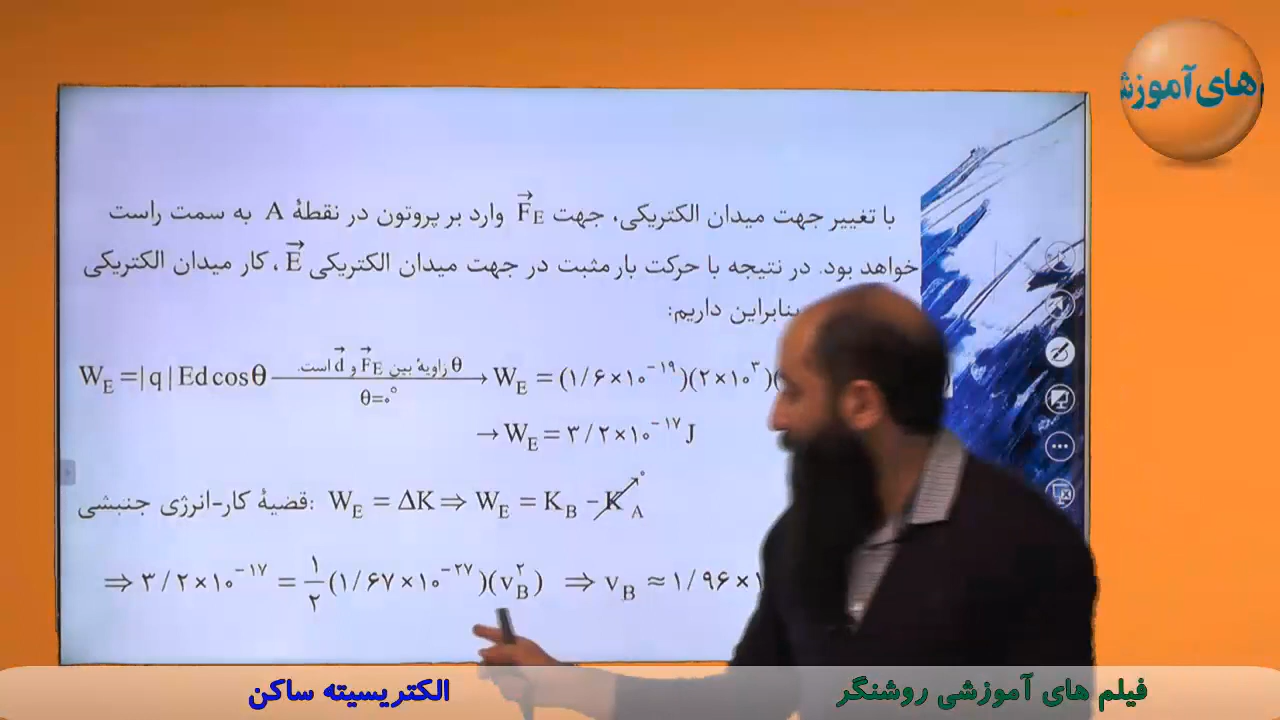 های آموزش
با تغییر جهت میدان الکتریکی، جهت F⃗E وارد بر پروتون در نقطهٔ A به سمت راست
خواهد بود. در نتیجه با حرکت بار مثبت در جهت میدان الکتریکی E⃗، کار میدان الکتریکی
بنابراین داریم:
WE = |q| Ed cosθ θ زاویهٔ بین F⃗E و d⃗ است. θ=۰° → WE = (۱/۶×۱۰⁻¹⁹)(۲×۱۰³)(
→ WE = ۳/۲×۱۰⁻¹⁷ J
قضیهٔ کار-انرژی جنبشی: WE = ΔK ⇒ WE = KB − KA ۰
⇒ ۳/۲×۱۰⁻¹⁷ = ۱/۲ (۱/۶۷×۱۰⁻²⁷)(vB²) ⇒ vB ≈ ۱/۹۶×۱
فیلم های آموزشی روشنگر
الکتریسیته ساکن